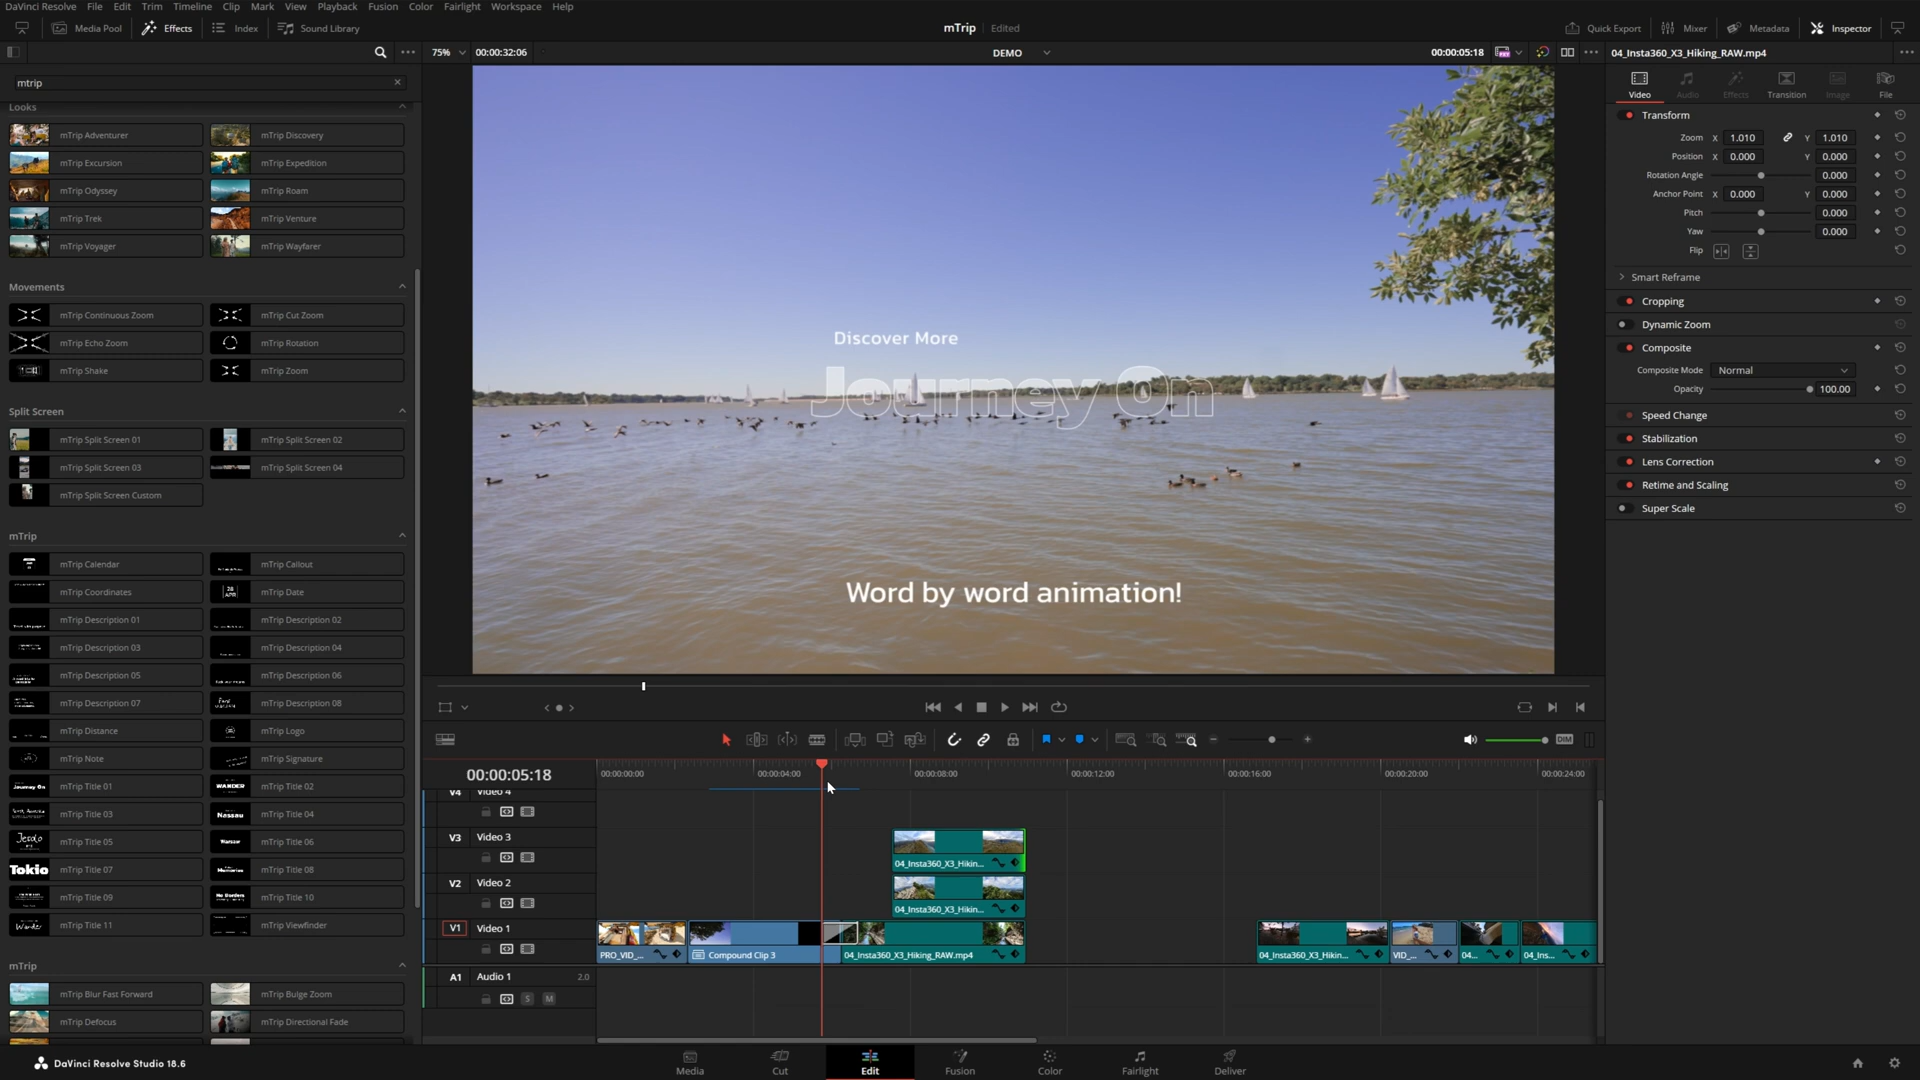 DaVinci Resolve File Edit Trim Timeline Clip Mark View Playback Fusion Color Fairlight Workspace Help
Media Pool Effects Index Sound Library mTrip Edited Quick Export Mixer Metadata Inspector
75% 00:00:32:06 DEMO 00:00:05:18 04_Insta360_X3_Hiking_RAW.mp4
mtrip
Video Audio Effects Transition Image File
Looks
mTrip Adventurer mTrip Discovery
mTrip Excursion mTrip Expedition
mTrip Odyssey mTrip Roam
mTrip Trek mTrip Venture
mTrip Voyager mTrip Wayfarer
Movements
mTrip Continuous Zoom mTrip Cut Zoom
mTrip Echo Zoom mTrip Rotation
mTrip Shake mTrip Zoom
Split Screen
mTrip Split Screen 01 mTrip Split Screen 02
mTrip Split Screen 03 mTrip Split Screen 04
mTrip Split Screen Custom
mTrip
mTrip Calendar mTrip Callout
mTrip Coordinates 28 APR mTrip Date
mTrip Description 01 mTrip Description 02
mTrip Description 03 mTrip Description 04
mTrip Description 05 mTrip Description 06
mTrip Description 07 mTrip Description 08
mTrip Distance mTrip Logo
mTrip Note mTrip Signature
Journey On mTrip Title 01 WANDER mTrip Title 02
mTrip Title 03 Nassau mTrip Title 04
mTrip Title 05 Warsaw mTrip Title 06
Tokio mTrip Title 07 Memories mTrip Title 08
mTrip Title 09 No Borders mTrip Title 10
Wander mTrip Title 11 mTrip Viewfinder
mTrip
mTrip Blur Fast Forward mTrip Bulge Zoom
mTrip Defocus mTrip Directional Fade
Discover More
Journey On
Word by word animation!
Transform
Zoom X 1.010 Y 1.010
Position X 0.000 Y 0.000
Rotation Angle 0.000
Anchor Point X 0.000 Y 0.000
Pitch 0.000
Yaw 0.000
Flip
Smart Reframe
Cropping
Dynamic Zoom
Composite
Composite Mode Normal
Opacity 100.00
Speed Change
Stabilization
Lens Correction
Retime and Scaling
Super Scale
DIM
00:00:05:18 00:00:00:00 00:00:04:00 00:00:08:00 00:00:12:00 00:00:16:00 00:00:20:00 00:00:24:00
V4 Video 4
V3 Video 3
04_Insta360_X3_Hikin...
V2 Video 2
04_Insta360_X3_Hikin...
V1 Video 1
PRO_VID_... Compound Clip 3 04_Insta360_X3_Hiking_RAW.mp4 04_Insta360_X3_Hikin... VID_... 04... 04_Ins...
A1 Audio 1 2.0
S M
DaVinci Resolve Studio 18.6 Media Cut Edit Fusion Color Fairlight Deliver